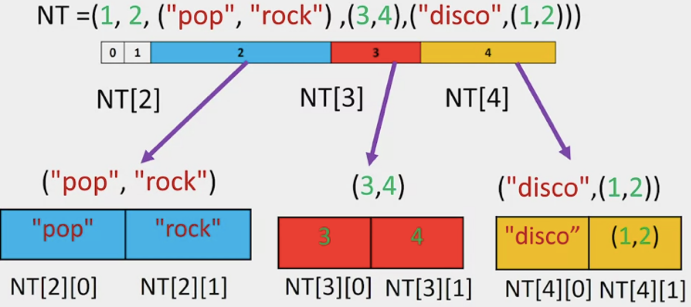 NT =(1, 2, ("pop", "rock") ,(3,4),("disco",(1,2)))
0 1 2 3 4
NT[2] NT[3] NT[4]
("pop", "rock") (3,4) ("disco",(1,2))
"pop" "rock" 3 4 "disco” (1,2)
NT[2][0] NT[2][1] NT[3][0] NT[3][1] NT[4][0] NT[4][1]